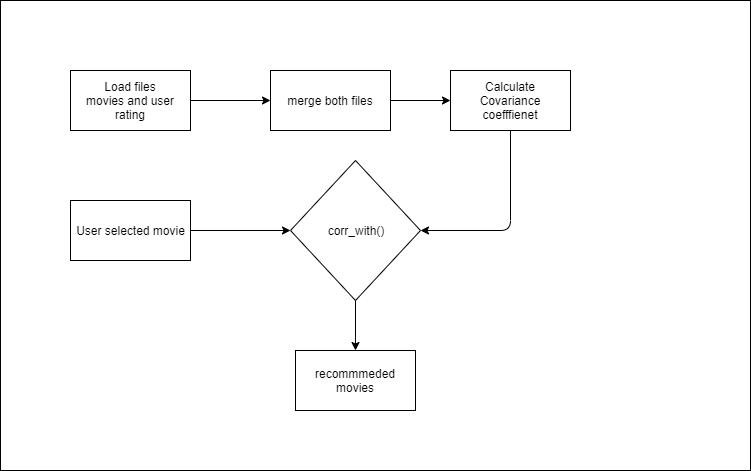 Load files
movies and user
rating
merge both files
Calculate
Covariance
coefffienet
User selected movie
corr_with()
recommmeded
movies